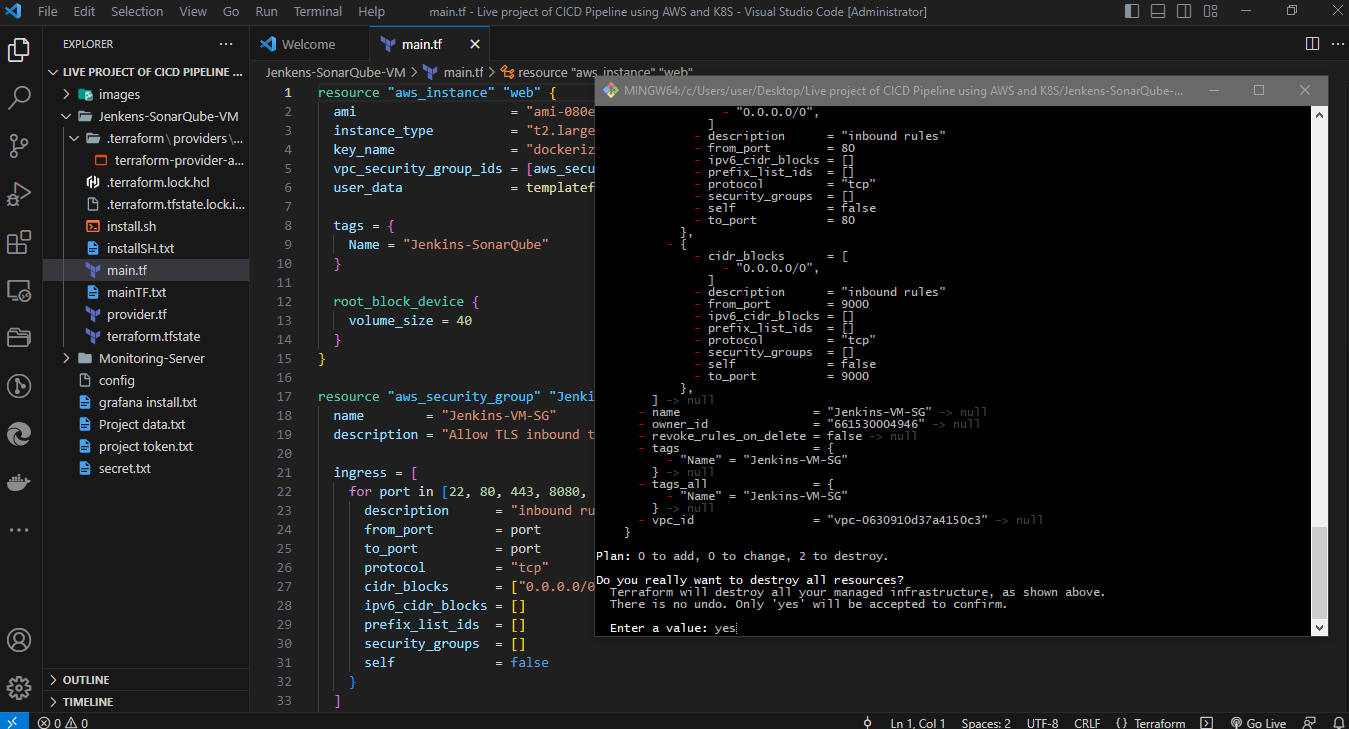 File Edit Selection View Go Run Terminal Help main.tf - Live project of CICD Pipeline using AWS and K8S - Visual Studio Code [Administrator]
EXPLORER
LIVE PROJECT OF CICD PIPELINE ...
images
Jenkens-SonarQube-VM
.terraform \ providers \ ...
terraform-provider-a...
.terraform.lock.hcl
.terraform.tfstate.lock.i...
install.sh
installSH.txt
main.tf
mainTF.txt
provider.tf
terraform.tfstate
Monitoring-Server
config
grafana install.txt
Project data.txt
project token.txt
secret.txt
OUTLINE
TIMELINE
Welcome
main.tf
Jenkens-SonarQube-VM > main.tf > resource "aws_instance" "web"
1 resource "aws_instance" "web" {
2 ami = "ami-080e
3 instance_type = "t2.large
4 key_name = "dockeriz
5 vpc_security_group_ids = [aws_secu
6 user_data = templatef
7
8 tags = {
9 Name = "Jenkins-SonarQube"
10 }
11
12 root_block_device {
13 volume_size = 40
14 }
15 }
16
17 resource "aws_security_group" "Jenki
18 name = "Jenkins-VM-SG"
19 description = "Allow TLS inbound t
20
21 ingress = [
22 for port in [22, 80, 443, 8080,
23 description = "inbound ru
24 from_port = port
25 to_port = port
26 protocol = "tcp"
27 cidr_blocks = ["0.0.0.0/0
28 ipv6_cidr_blocks = []
29 prefix_list_ids = []
30 security_groups = []
31 self = false
32 }
33 ]
MINGW64:/c/Users/user/Desktop/Live project of CICD Pipeline using AWS and K8S/Jenkens-SonarQube-...
- "0.0.0.0/0",
]
- description = "inbound rules"
- from_port = 80
- ipv6_cidr_blocks = []
- prefix_list_ids = []
- protocol = "tcp"
- security_groups = []
- self = false
- to_port = 80
},
- {
- cidr_blocks = [
- "0.0.0.0/0",
]
- description = "inbound rules"
- from_port = 9000
- ipv6_cidr_blocks = []
- prefix_list_ids = []
- protocol = "tcp"
- security_groups = []
- self = false
- to_port = 9000
},
] -> null
- name = "Jenkins-VM-SG" -> null
- owner_id = "661530004946" -> null
- revoke_rules_on_delete = false -> null
- tags = {
- "Name" = "Jenkins-VM-SG"
} -> null
- tags_all = {
- "Name" = "Jenkins-VM-SG"
} -> null
- vpc_id = "vpc-0630910d37a4150c3" -> null
}
Plan: 0 to add, 0 to change, 2 to destroy.
Do you really want to destroy all resources?
Terraform will destroy all your managed infrastructure, as shown above.
There is no undo. Only 'yes' will be accepted to confirm.
Enter a value: yes
0 0 Ln 1, Col 1 Spaces: 2 UTF-8 CRLF {} Terraform Go Live